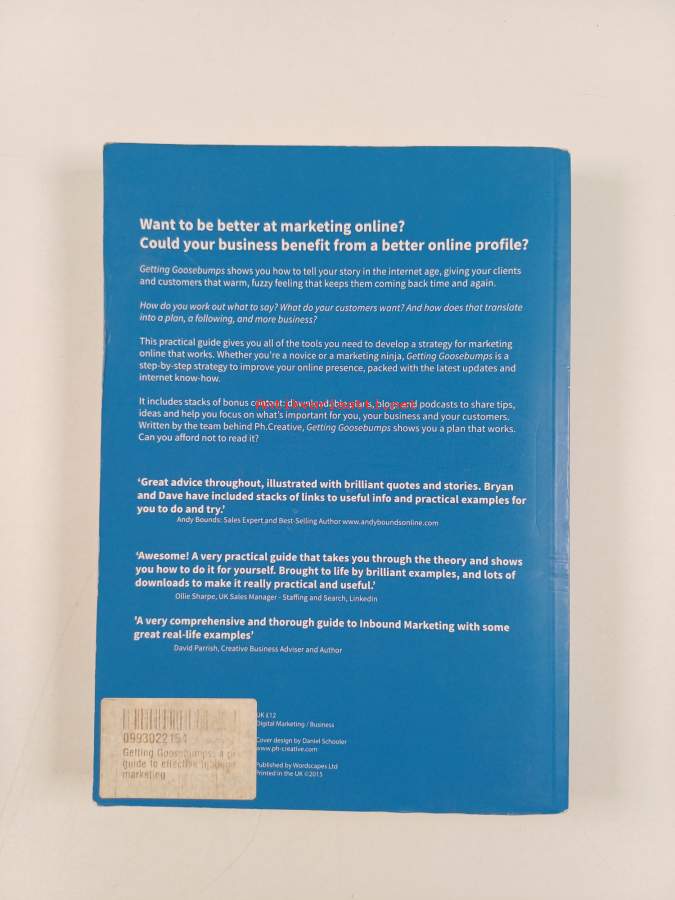 Want to be better at marketing online?
Could your business benefit from a better online profile?
Getting Goosebumps shows you how to tell your story in the internet age, giving your clients
and customers that warm, fuzzy feeling that keeps them coming back time and again.
How do you work out what to say? What do your customers want? And how does that translate
into a plan, a following, and more business?
This practical guide gives you all of the tools you need to develop a strategy for marketing
online that works. Whether you're a novice or a marketing ninja, Getting Goosebumps is a
step-by-step strategy to improve your online presence, packed with the latest updates and
internet know-how.
It includes stacks of bonus content: downloadable charts, blogs and podcasts to share tips,
ideas and help you focus on what's important for you, your business and your customers.
Written by the team behind Ph.Creative, Getting Goosebumps shows you a plan that works.
Can you afford not to read it?
'Great advice throughout, illustrated with brilliant quotes and stories. Bryan
and Dave have included stacks of links to useful info and practical examples for
you to do and try.'
Andy Bounds: Sales Expert and Best-Selling Author www.andyboundsonline.com
'Awesome! A very practical guide that takes you through the theory and shows
you how to do it for yourself. Brought to life by brilliant examples, and lots of
downloads to make it really practical and useful.'
Ollie Sharpe, UK Sales Manager - Staffing and Search, LinkedIn
'A very comprehensive and thorough guide to Inbound Marketing with some
great real-life examples'
David Parrish, Creative Business Adviser and Author
0993022154
Getting Goosebumps: a
guide to effective
marketing
UK £12
Digital Marketing / Business
Cover design by Daniel Schooler
www.ph-creative.com
Published by Wordscapes Ltd
Printed in the UK ©2015